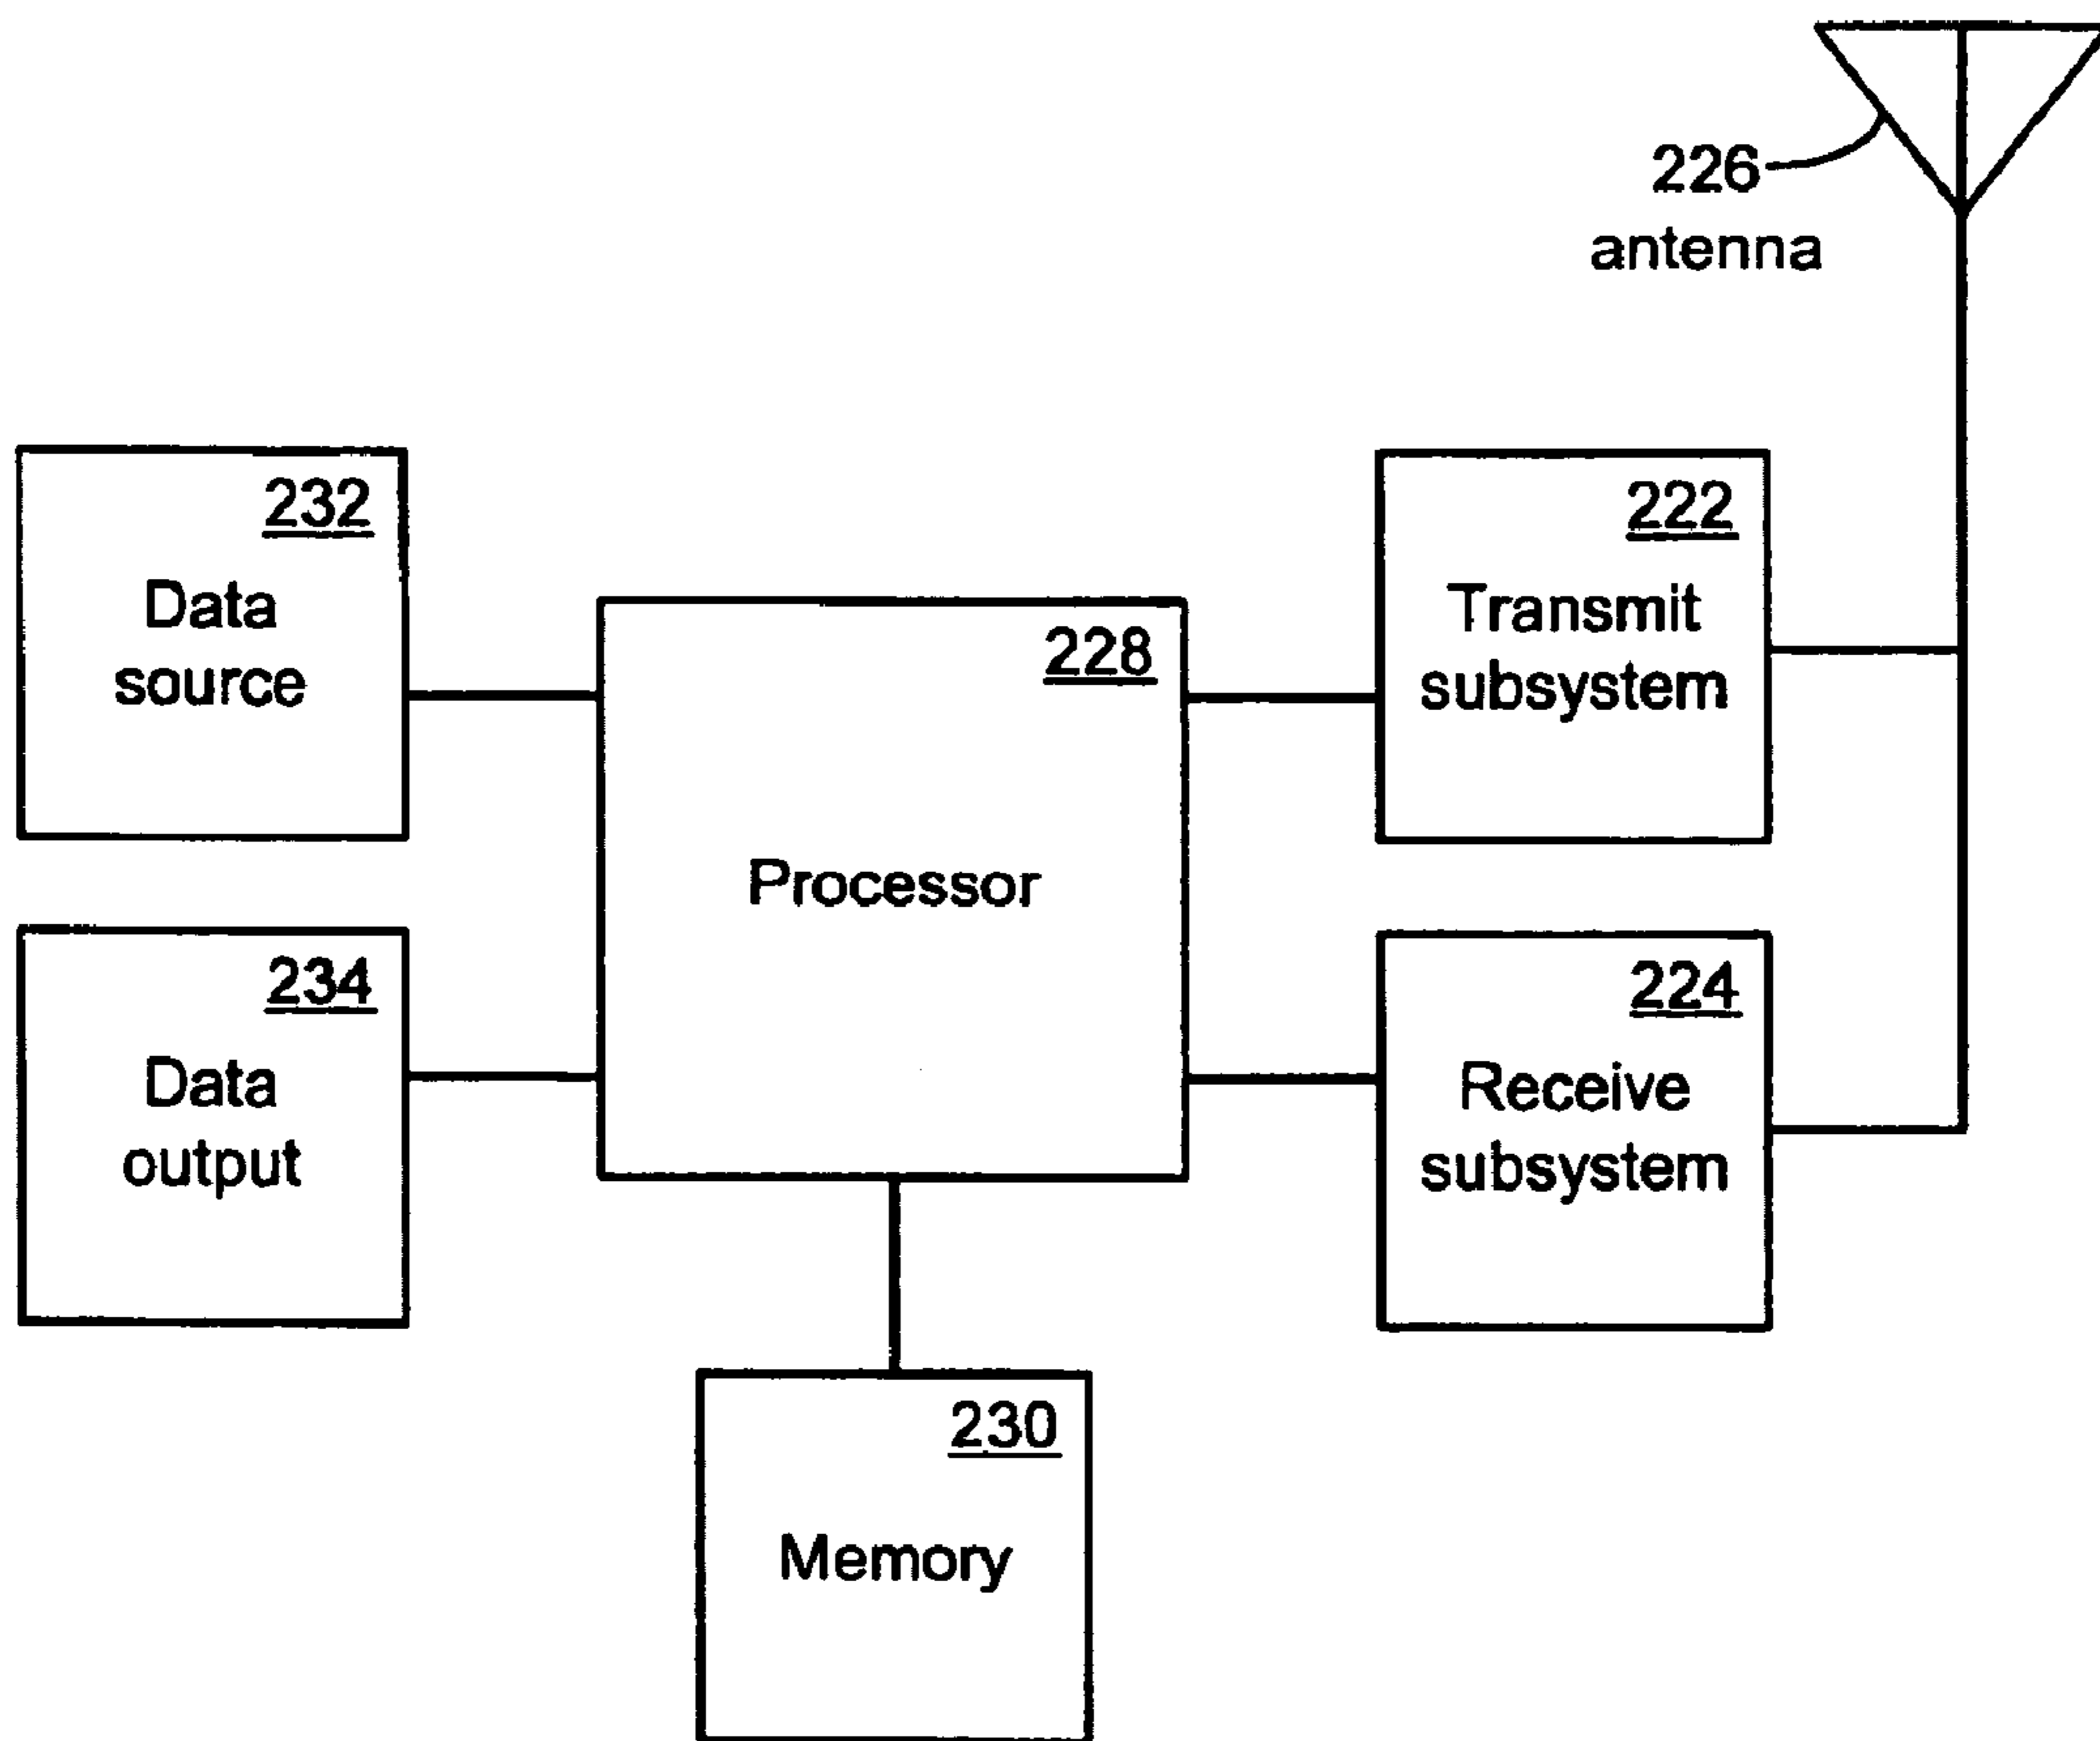 226
antenna
232
Data
source
222
Transmit
subsystem
228
Processor
234
Data
output
224
Receive
subsystem
230
Memory